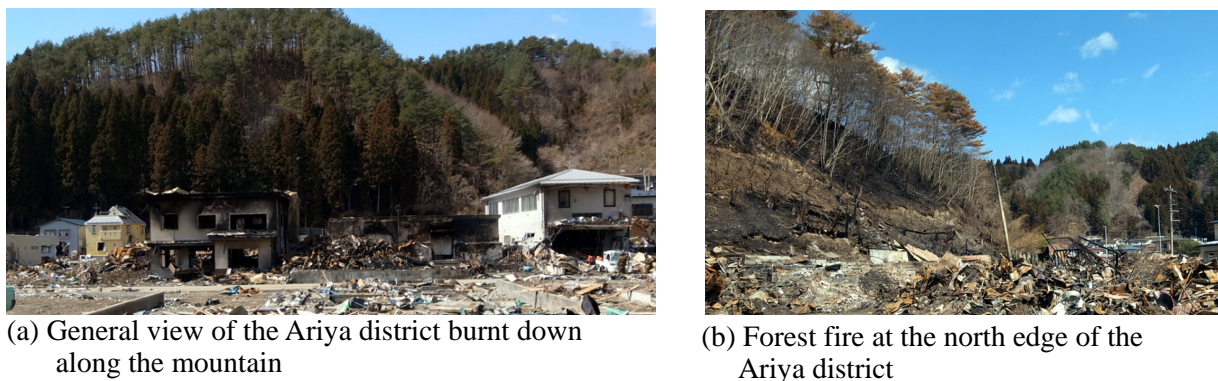 (a) General view of the Ariya district burnt down
along the mountain
(b) Forest fire at the north edge of the
Ariya district